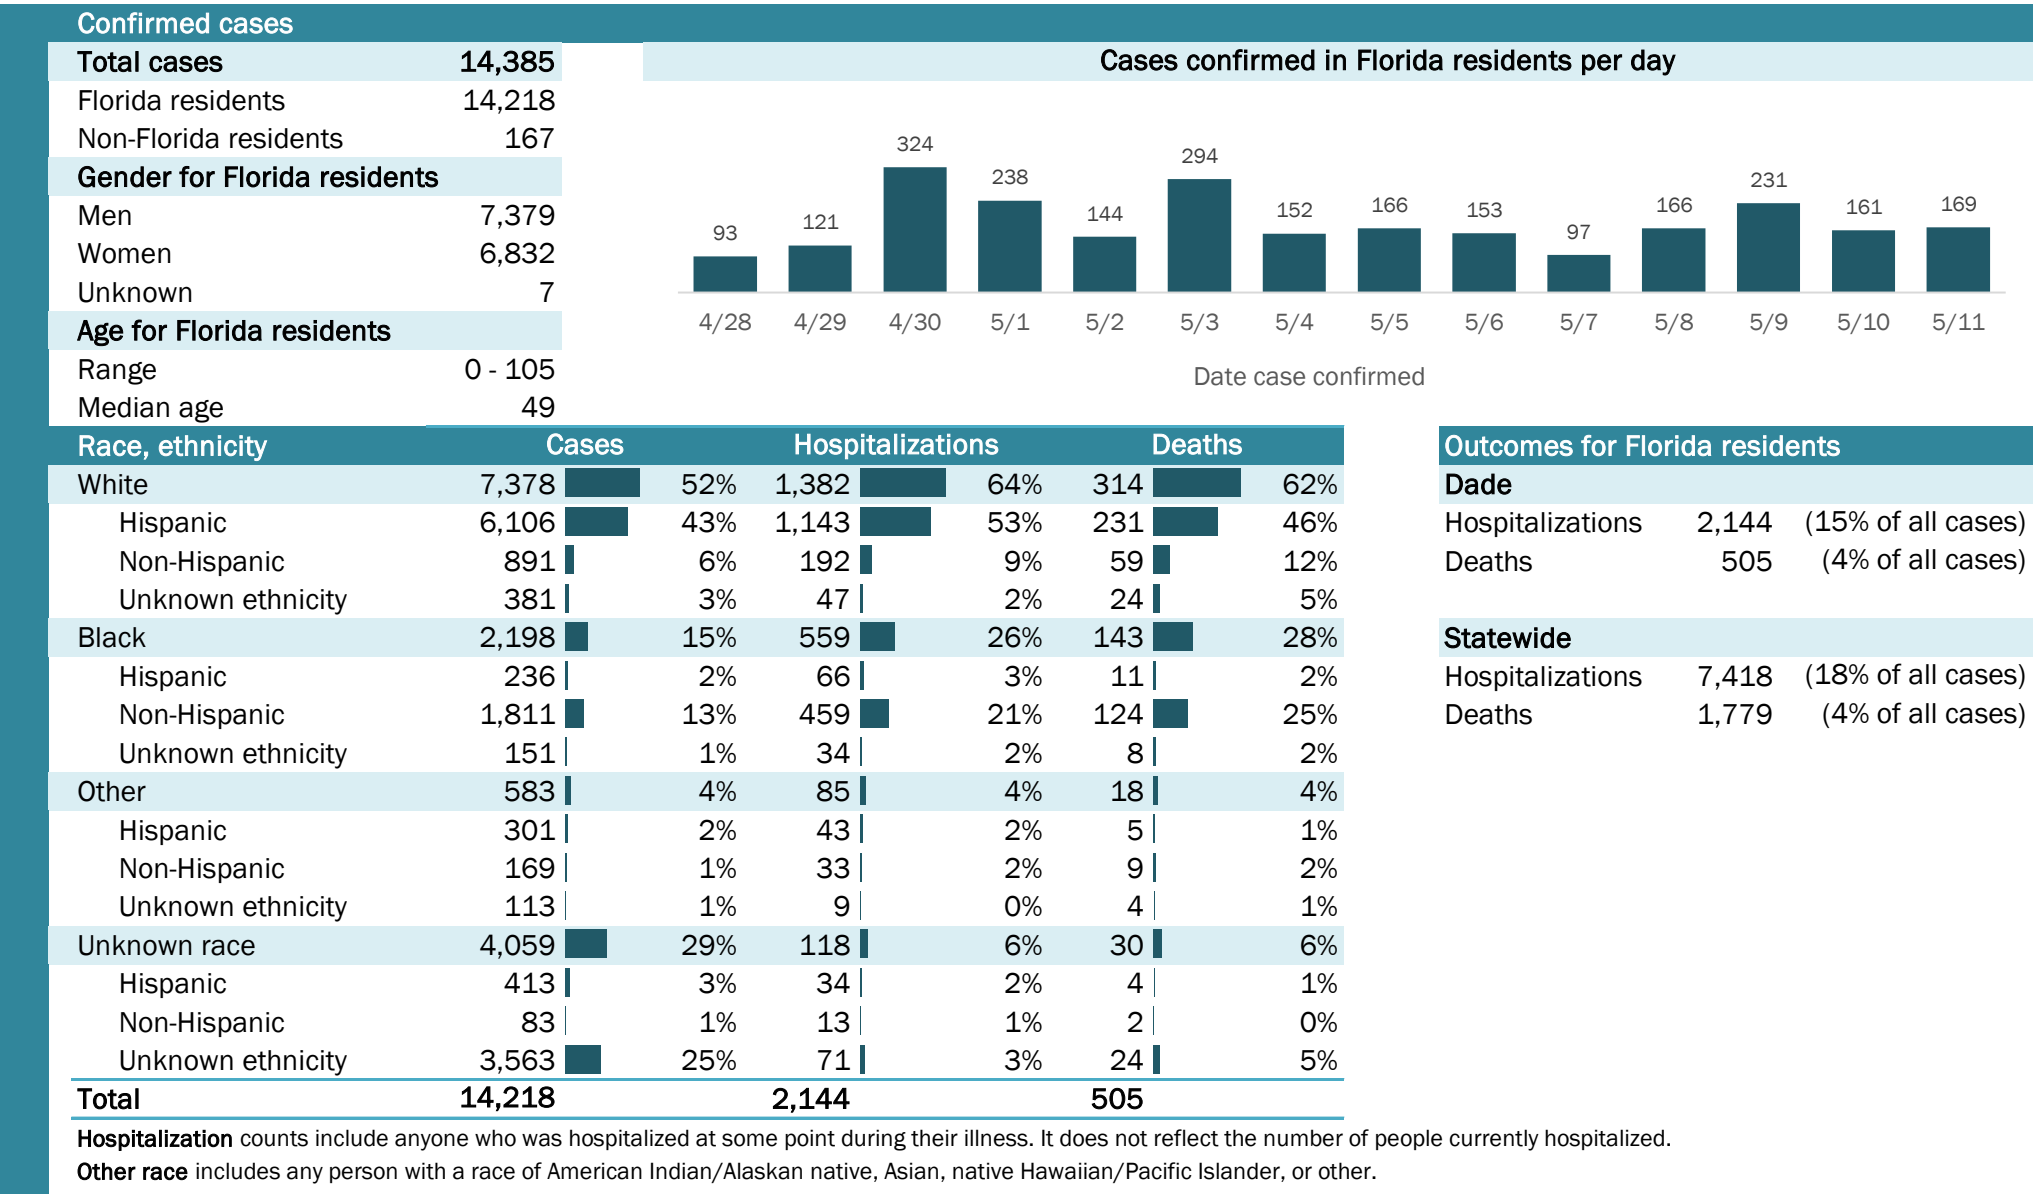 Confirmed cases
Total cases 14,385
Florida residents 14,218
Non-Florida residents 167
Gender for Florida residents
Men 7,379
Women 6,832
Unknown 7
Age for Florida residents
Range 0 - 105
Median age 49
Cases confirmed in Florida residents per day
93 121 324 238 144 294 152 166 153 97 166 231 161 169
4/28 4/29 4/30 5/1 5/2 5/3 5/4 5/5 5/6 5/7 5/8 5/9 5/10 5/11
Date case confirmed
Race, ethnicity Cases Hospitalizations Deaths
White 7,378 52% 1,382 64% 314 62%
Hispanic 6,106 43% 1,143 53% 231 46%
Non-Hispanic 891 6% 192 9% 59 12%
Unknown ethnicity 381 3% 47 2% 24 5%
Black 2,198 15% 559 26% 143 28%
Hispanic 236 2% 66 3% 11 2%
Non-Hispanic 1,811 13% 459 21% 124 25%
Unknown ethnicity 151 1% 34 2% 8 2%
Other 583 4% 85 4% 18 4%
Hispanic 301 2% 43 2% 5 1%
Non-Hispanic 169 1% 33 2% 9 2%
Unknown ethnicity 113 1% 9 0% 4 1%
Unknown race 4,059 29% 118 6% 30 6%
Hispanic 413 3% 34 2% 4 1%
Non-Hispanic 83 1% 13 1% 2 0%
Unknown ethnicity 3,563 25% 71 3% 24 5%
Total 14,218 2,144 505
Outcomes for Florida residents
Dade
Hospitalizations 2,144 (15% of all cases)
Deaths 505 (4% of all cases)
Statewide
Hospitalizations 7,418 (18% of all cases)
Deaths 1,779 (4% of all cases)
Hospitalization counts include anyone who was hospitalized at some point during their illness. It does not reflect the number of people currently hospitalized.
Other race includes any person with a race of American Indian/Alaskan native, Asian, native Hawaiian/Pacific Islander, or other.